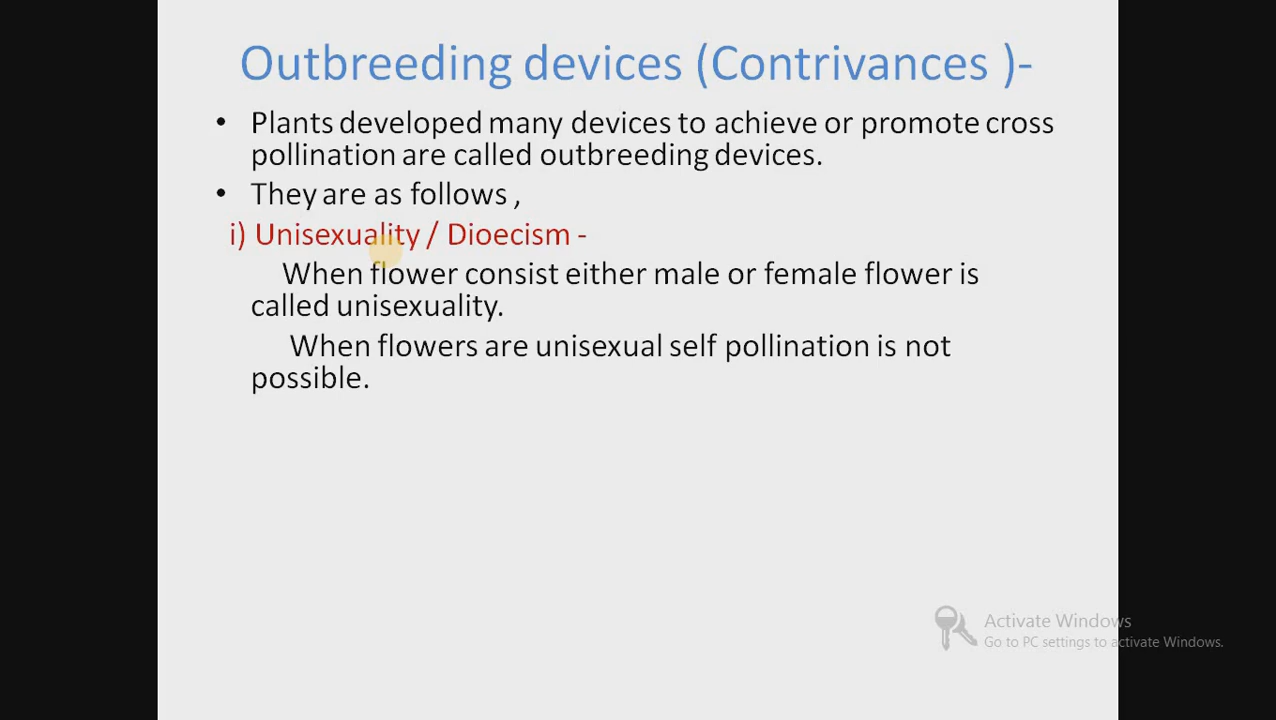 Outbreeding devices (Contrivances )-
• Plants developed many devices to achieve or promote cross
pollination are called outbreeding devices.
• They are as follows ,
i) Unisexuality / Dioecism -
When flower consist either male or female flower is
called unisexuality.
When flowers are unisexual self pollination is not
possible.
Activate Windows
Go to PC settings to activate Windows.